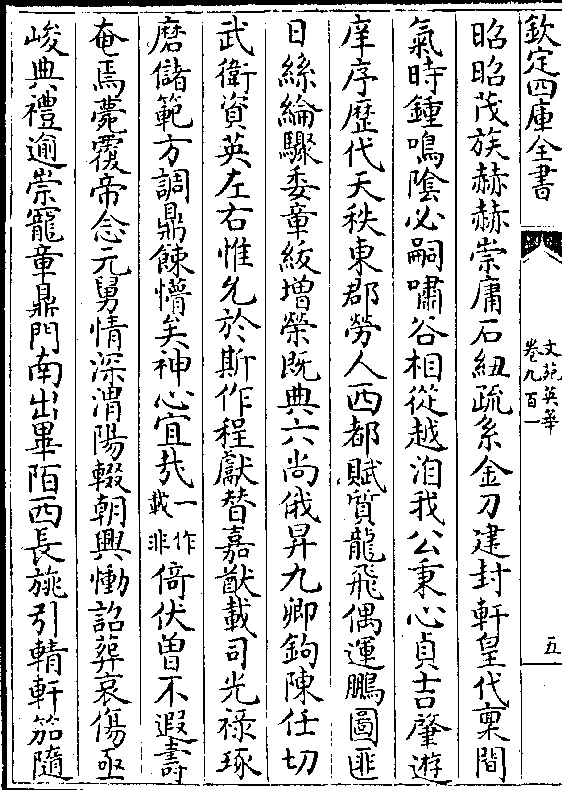 欽定四庫全書
文苑英華
卷九百一
五
昭昭茂族赫赫崇庸石紐疏系金刀建封軒皇代稟間
氣時鍾鳴陰必嗣嘯谷相從越洎我公秉心貞吉肇遊
庠序歷代天秩東郡勞人西都賦質龍飛偶運鵬圖匪
日絲綸驟委章紱增榮既典六尚俄昇九卿鉤陳任切
武衛資英左右惟允於斯作程獻替嘉猷載司光禄琢
磨儲範方調鼎餗懵矣神心宜㢤一作載非倚伏曾不遐壽
奄焉薨覆帝念元舅情深渭陽輟朝興慟詔葬哀傷亟
峻典禮逾崇寵章鼎門南出畢陌西長旐引輤軒笳隨